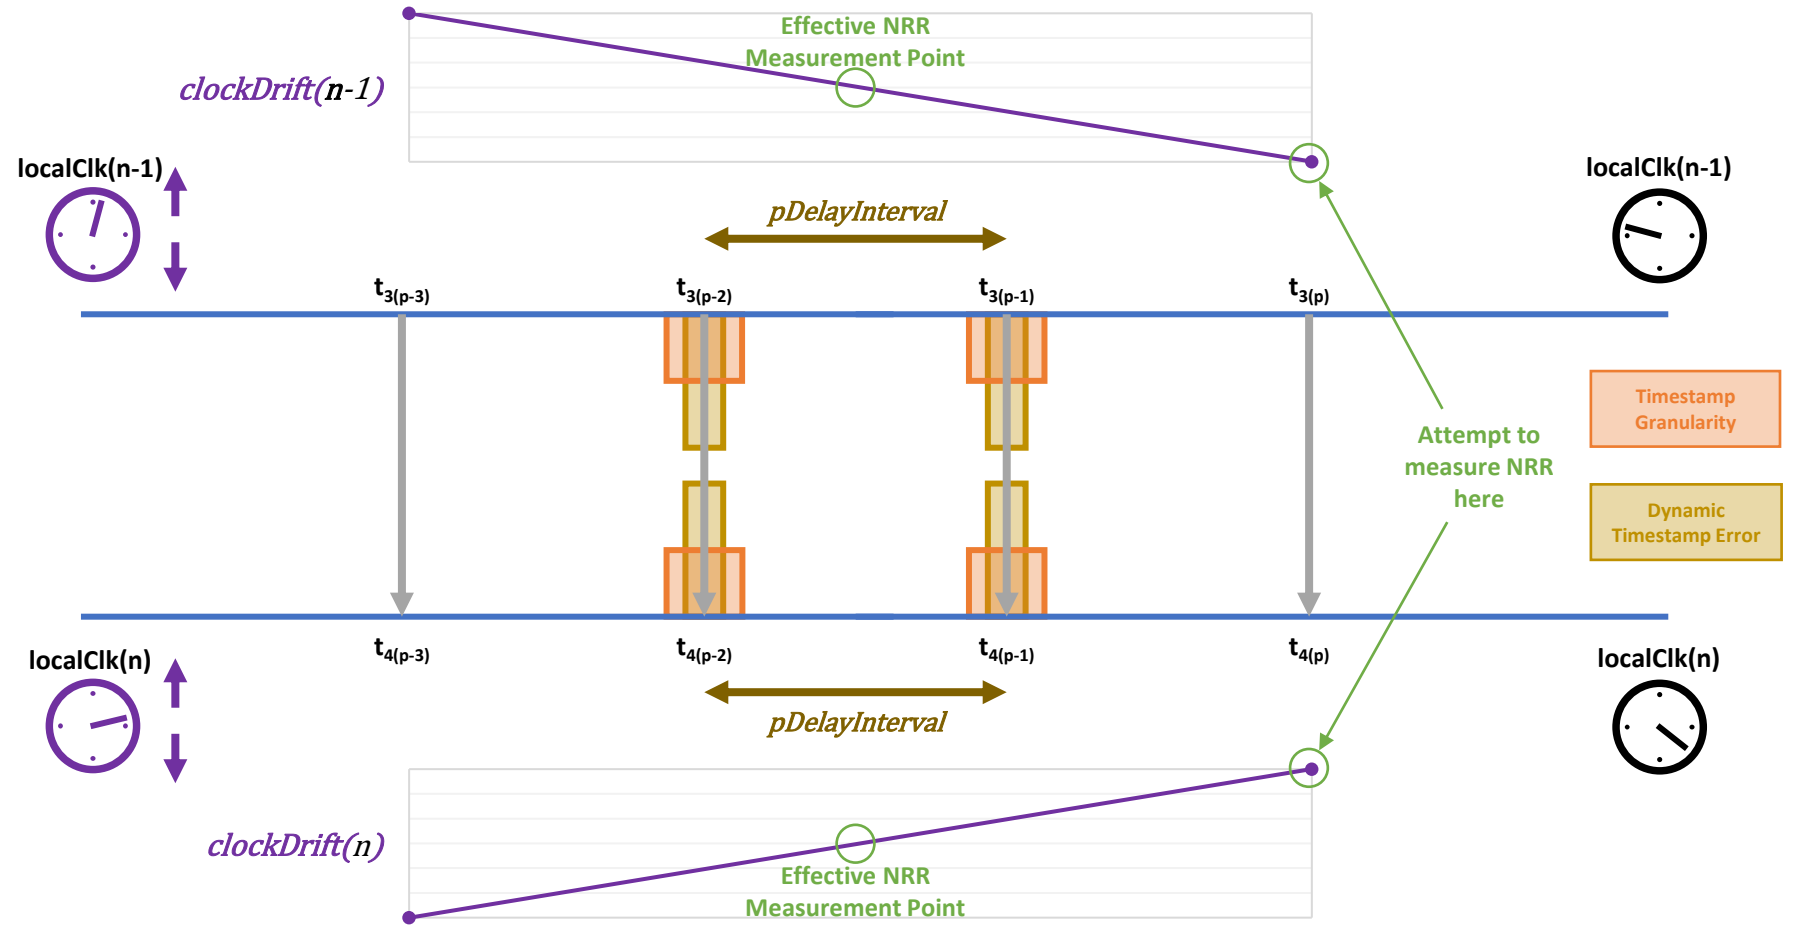 Effective NRR
Measurement Point
clockDrift(n-1)
localClk(n-1)
localClk(n-1)
pDelayInterval
t3(p-3)
t3(p-2)
t3(p-1)
t3(p)
Timestamp
Granularity
Attempt to
measure NRR
here
Dynamic
Timestamp Error
t4(p-3)
t4(p-2)
t4(p-1)
t4(p)
localClk(n)
localClk(n)
pDelayInterval
clockDrift(n)
Effective NRR
Measurement Point